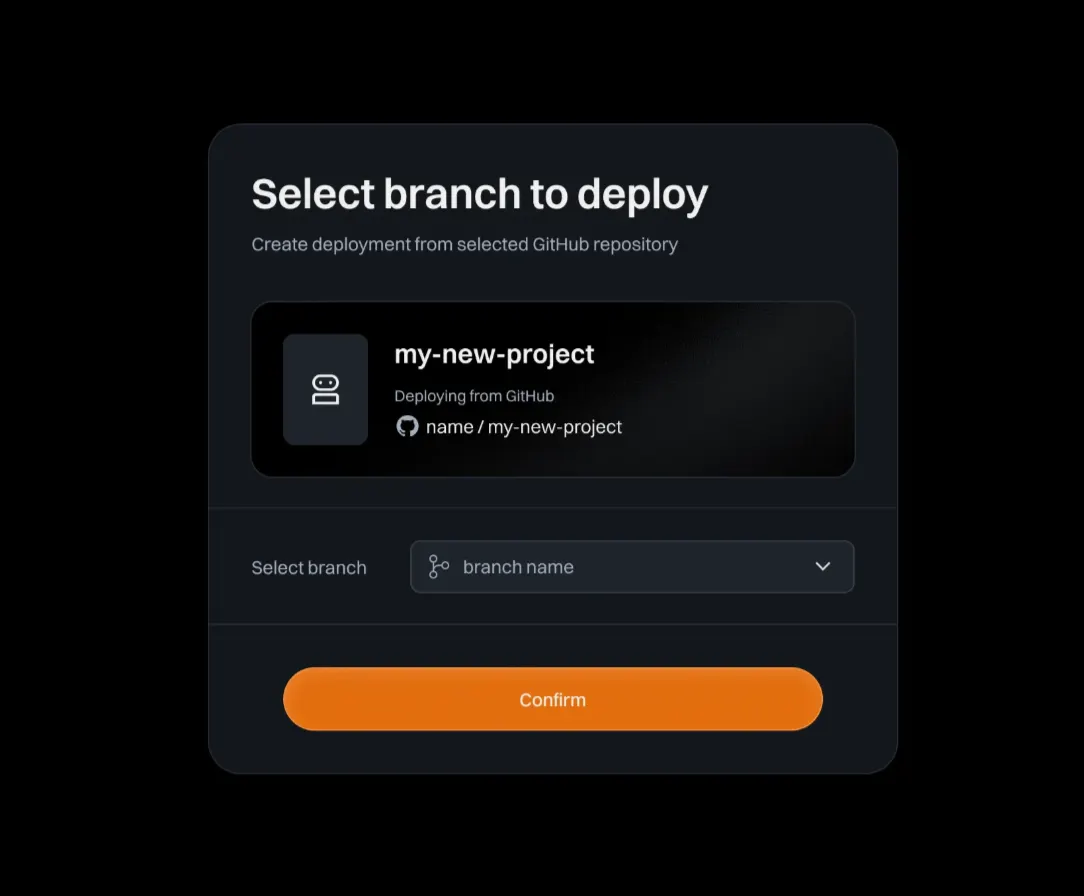 Select branch to deploy
Create deployment from selected GitHub repository
my-new-project
Deploying from GitHub
name / my-new-project
Select branch
branch name
Confirm